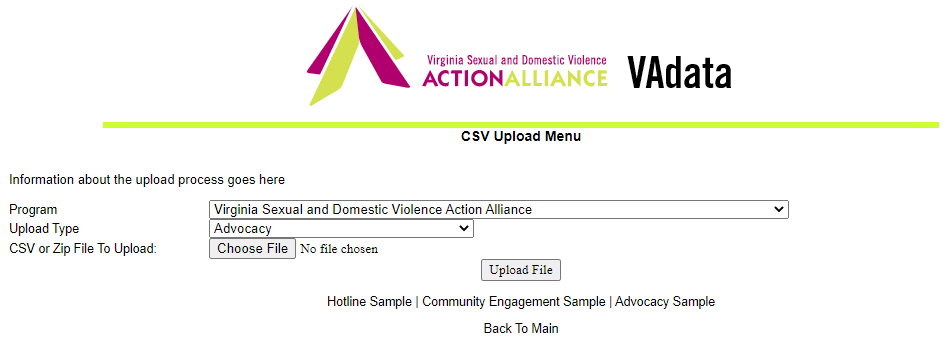 Virginia Sexual and Domestic Violence
ACTIONALLIANCE
VAdata
CSV Upload Menu
Information about the upload process goes here
Program Virginia Sexual and Domestic Violence Action Alliance
Upload Type Advocacy
CSV or Zip File To Upload: Choose File No file chosen
Upload File
Hotline Sample | Community Engagement Sample | Advocacy Sample
Back To Main